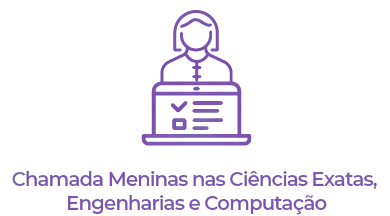 Chamada Meninas nas Ciências Exatas,
Engenharias e Computação